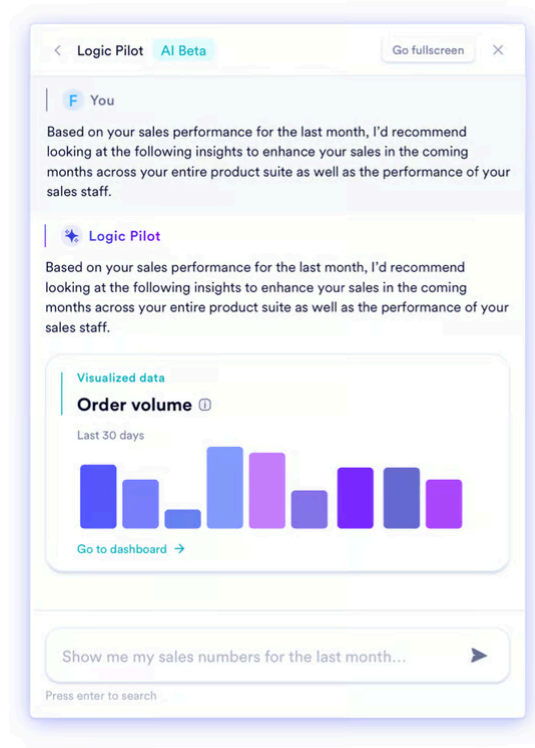 Logic Pilot AI Beta Go fullscreen
F You
Based on your sales performance for the last month, I'd recommend
looking at the following insights to enhance your sales in the coming
months across your entire product suite as well as the performance of your
sales staff.
Logic Pilot
Based on your sales performance for the last month, I'd recommend
looking at the following insights to enhance your sales in the coming
months across your entire product suite as well as the performance of your
sales staff.
Visualized data
Order volume
Last 30 days
Go to dashboard →
Show me my sales numbers for the last month...
Press enter to search